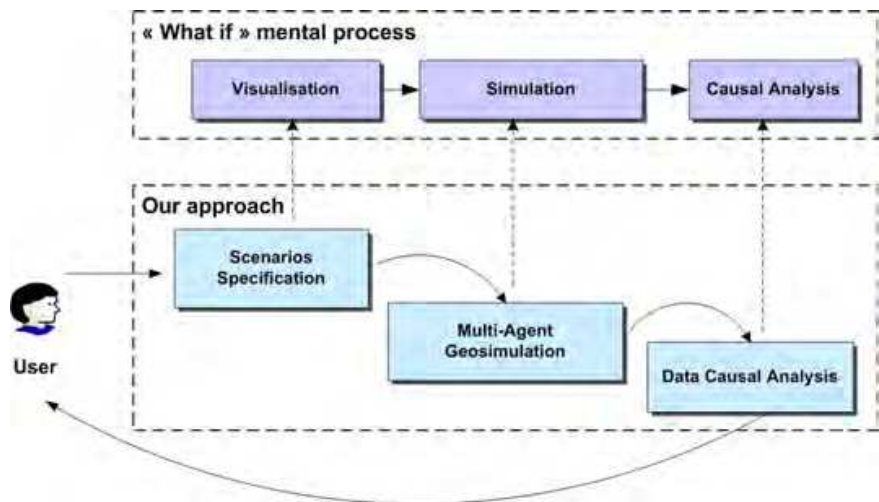 « What if » mental process
Visualisation
Simulation
Causal Analysis
Our approach
Scenarios
Specification
Multi-Agent
Geosimulation
Data Causal Analysis
User